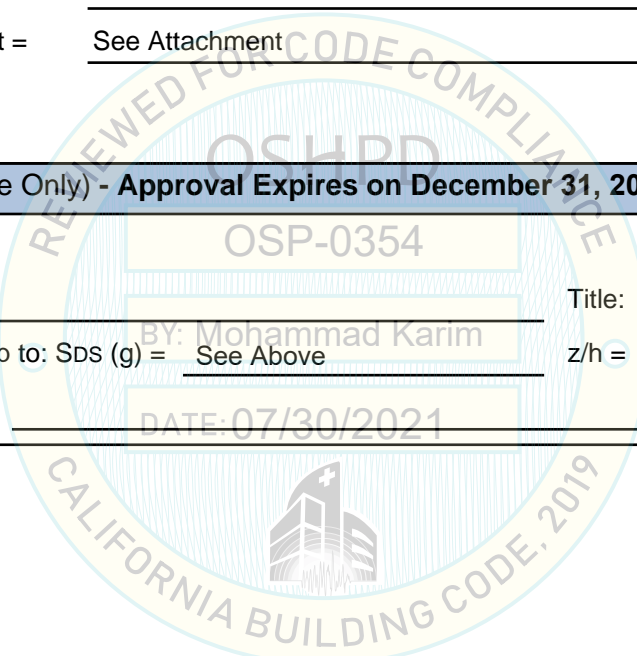 t = See Attachment
REVIEWED FOR CODE COMPLIANCE
OSHPD
e Only) - Approval Expires on December 31, 20
OSP-0354
Title:
BY: Mohammad Karim
o to: SDS (g) = See Above z/h =
DATE: 07/30/2021
CALIFORNIA BUILDING CODE, 2019